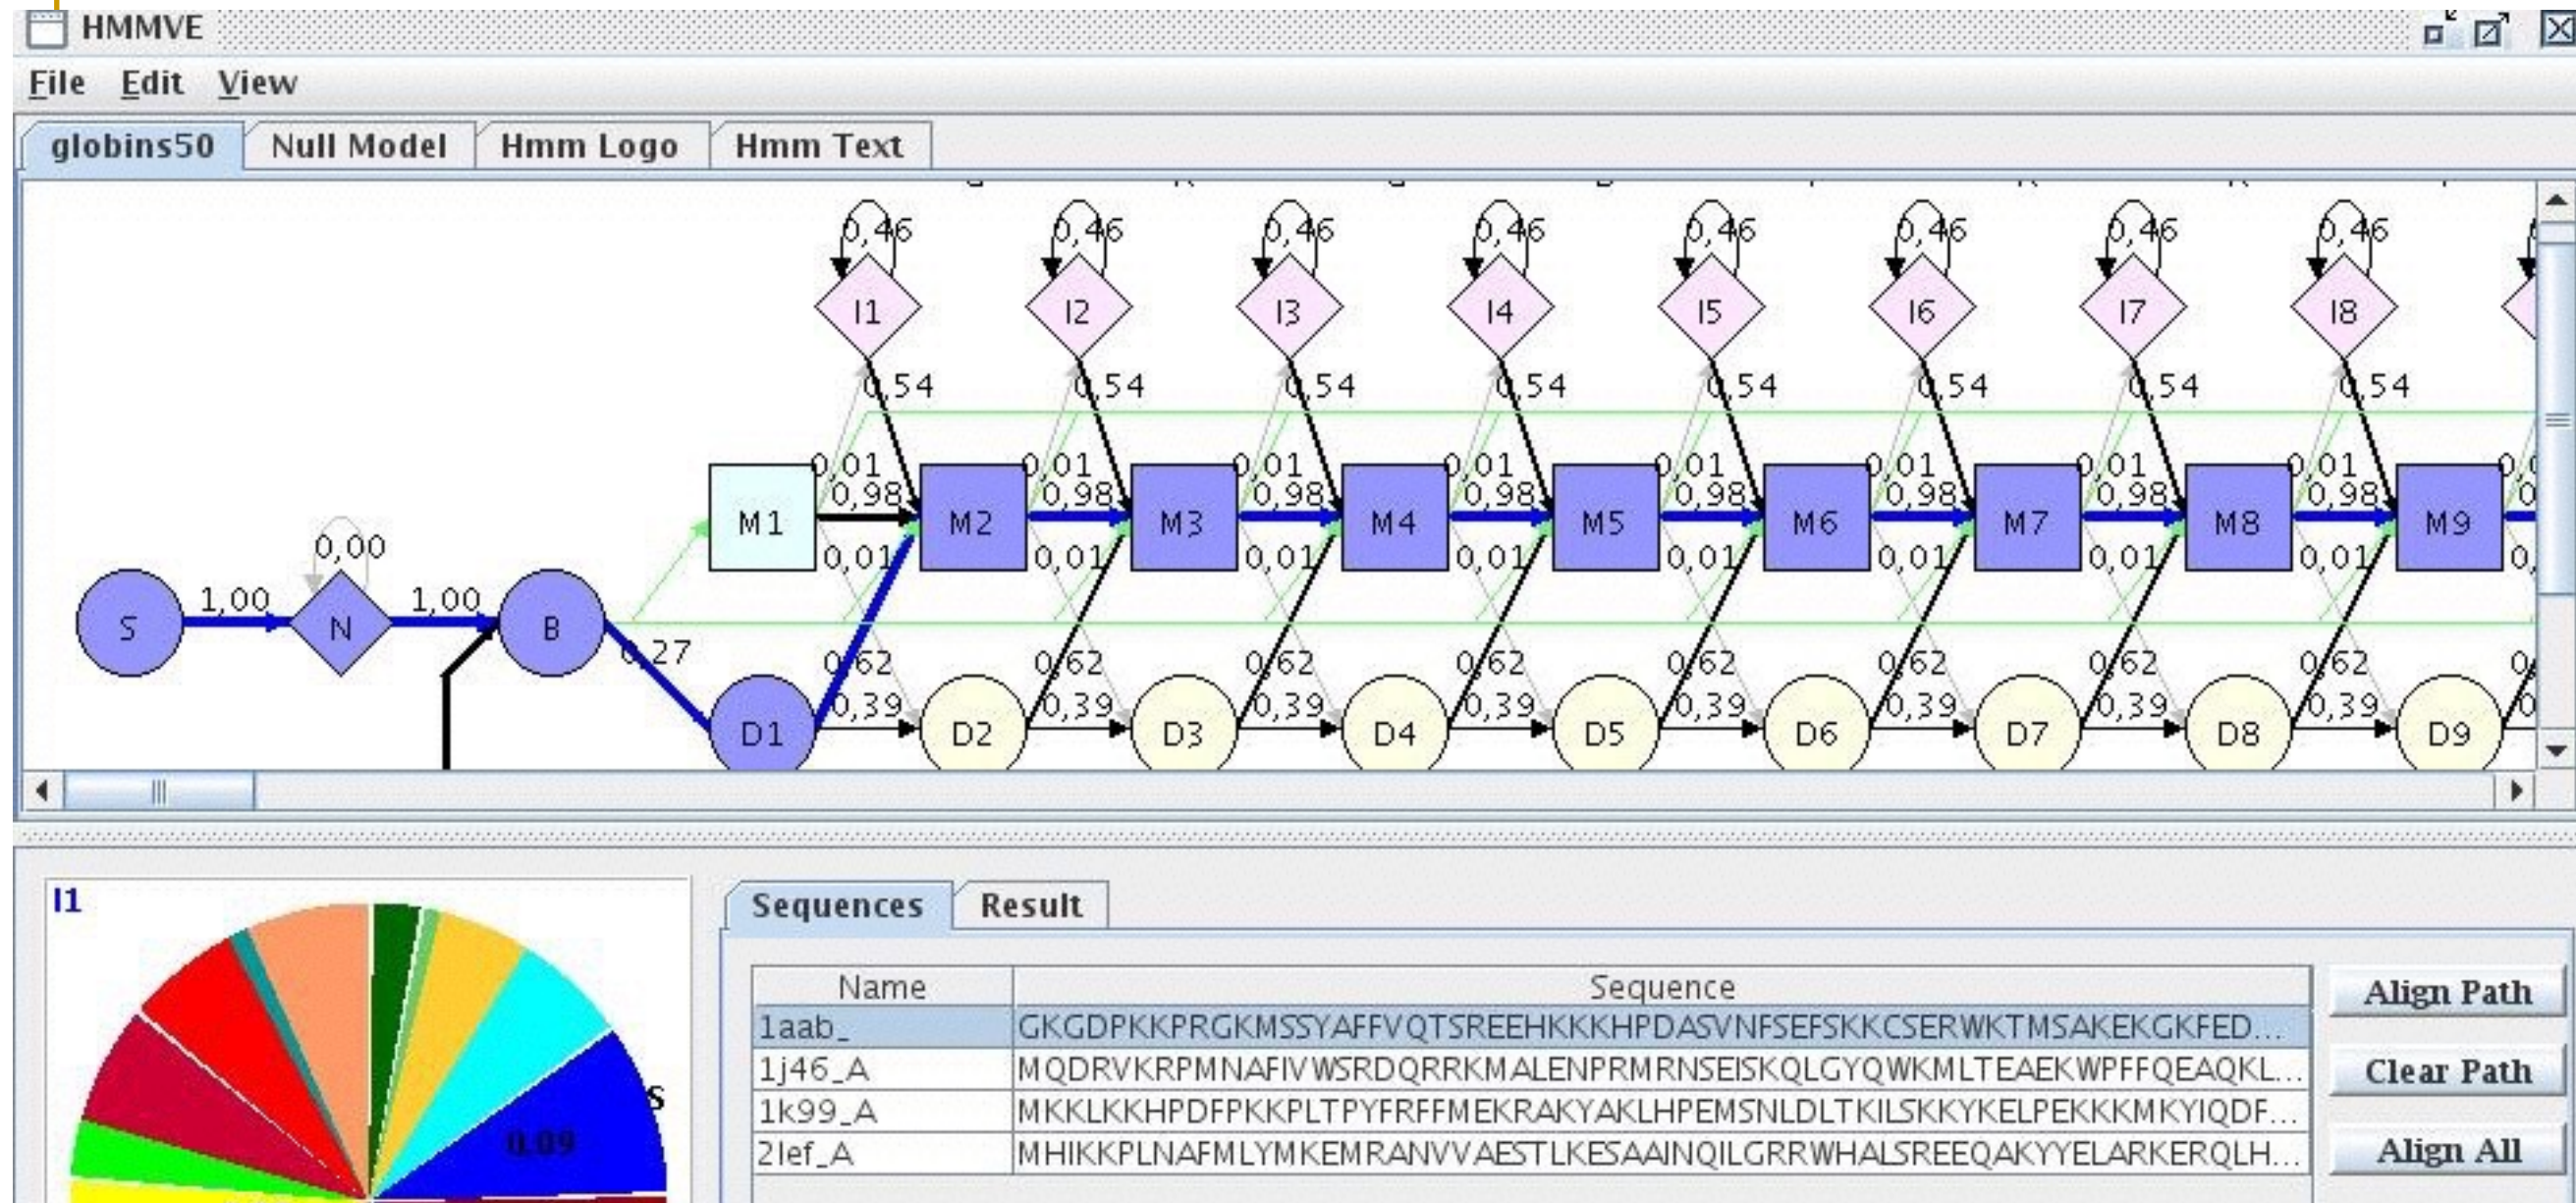 HMMVE
File Edit View
globins50 Null Model Hmm Logo Hmm Text
0,46 0,46 0,46 0,46 0,46 0,46 0,46 0,46
I1 I2 I3 I4 I5 I6 I7 I8
0,54 0,54 0,54 0,54 0,54 0,54 0,54 0,54
0,01 0,01 0,01 0,01 0,01 0,01 0,01 0,01
0,98 0,98 0,98 0,98 0,98 0,98 0,98 0,98
M1 M2 M3 M4 M5 M6 M7 M8 M9
0,00 0,01 0,01 0,01 0,01 0,01 0,01 0,01 0,01
1,00 1,00
S N B
0,27 0,62 0,62 0,62 0,62 0,62 0,62 0,62 0,62
0,39 0,39 0,39 0,39 0,39 0,39 0,39 0,39
D1 D2 D3 D4 D5 D6 D7 D8 D9
I1
S
0.09
Sequences Result
Name Sequence
1aab_ GKGDPKKPRGKMSSYAFFVQTSREEHKKKHPDASVNFSEFSKKCSERWKTMSAKEKGKFED...
1j46_A MQDRVKRPMNAFIVWSRDQRRKMALENPRMRNSEISKQLGYQWKMLTEAEKWPFFQEAQKL...
1k99_A MKKLKKHPDFPKKPLTPYFRFFMEKRAKYAKLHPEMSNLDLTKILSKKYKELPEKKKMKYIQDF...
2lef_A MHIKKPLNAFMLYMKEMRANVVAESTLKESAAINQILGRRWHALSREEQAKYYELARKERQLH...
Align Path
Clear Path
Align All